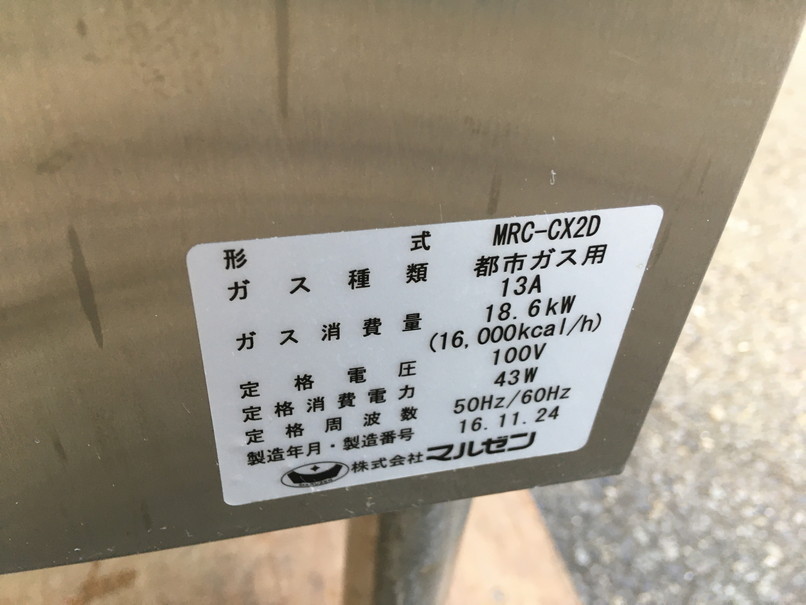 形式 MRC-CX2D
ガス種類 都市ガス用
13A
ガス消費量 18.6kW
(16,000kcal/h)
定格電圧 100V
定格消費電力 43W
定格周波数 50Hz/60Hz
製造年月・製造番号 16.11.24
株式会社マルゼン